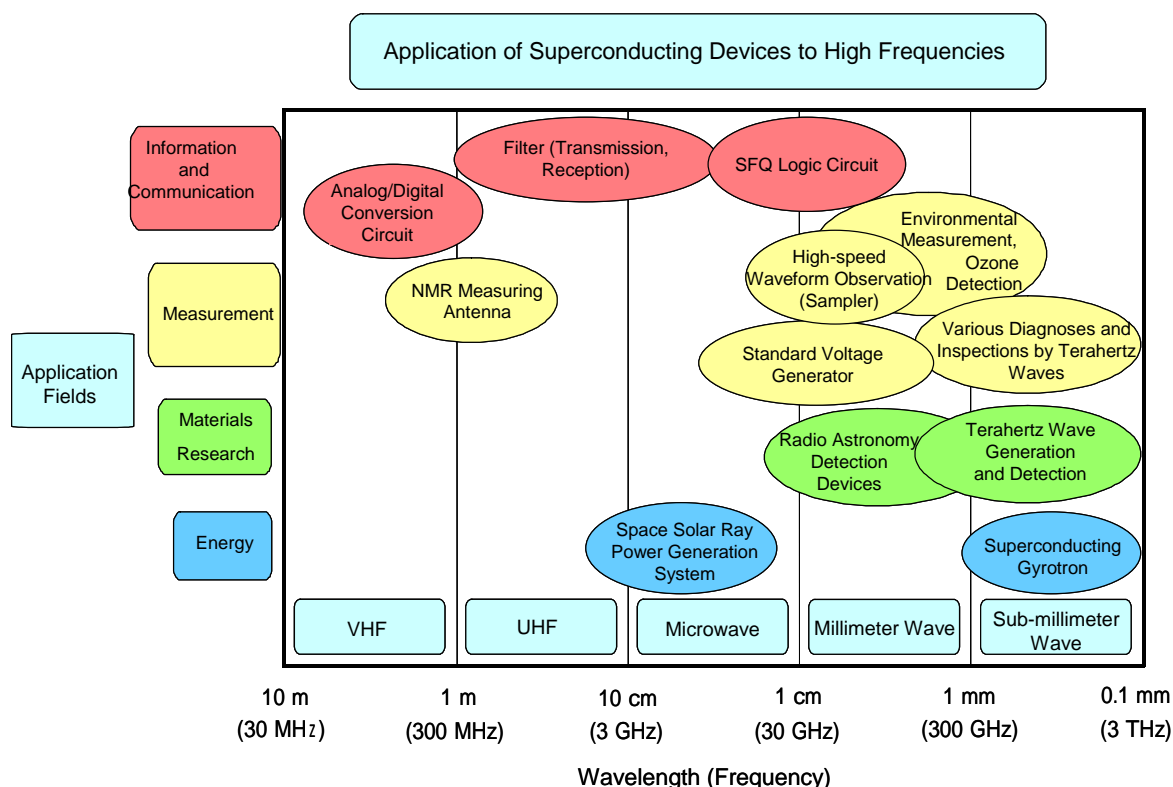 Application of Superconducting Devices to High Frequencies
Information
and
Communication
Filter (Transmission,
Reception)
SFQ Logic Circuit
Analog/Digital
Conversion
Circuit
Environmental
Measurement,
Ozone
Detection
High-speed
Waveform Observation
(Sampler)
Measurement
NMR Measuring
Antenna
Various Diagnoses and
Inspections by Terahertz
Waves
Standard Voltage
Generator
Application
Fields
Materials
Research
Radio Astronomy
Detection
Devices
Terahertz Wave
Generation
and Detection
Energy
Space Solar Ray
Power Generation
System
Superconducting
Gyrotron
VHF
UHF
Microwave
Millimeter Wave
Sub-millimeter
Wave
10 m
(30 MHz)
1 m
(300 MHz)
10 cm
(3 GHz)
1 cm
(30 GHz)
1 mm
(300 GHz)
0.1 mm
(3 THz)
Wavelength (Frequency)